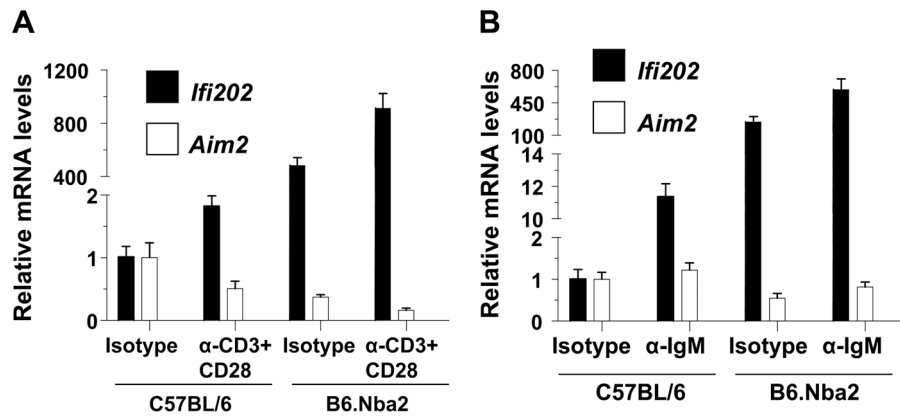 A
Relative mRNA levels
1200
800
400
2
1
0
Ifi202
Aim2
Isotype
α-CD3+
CD28
Isotype
α-CD3+
CD28
C57BL/6
B6.Nba2
B
Relative mRNA levels
800
450
100
14
12
10
2
1
0
Ifi202
Aim2
Isotype
α-IgM
Isotype
α-IgM
C57BL/6
B6.Nba2